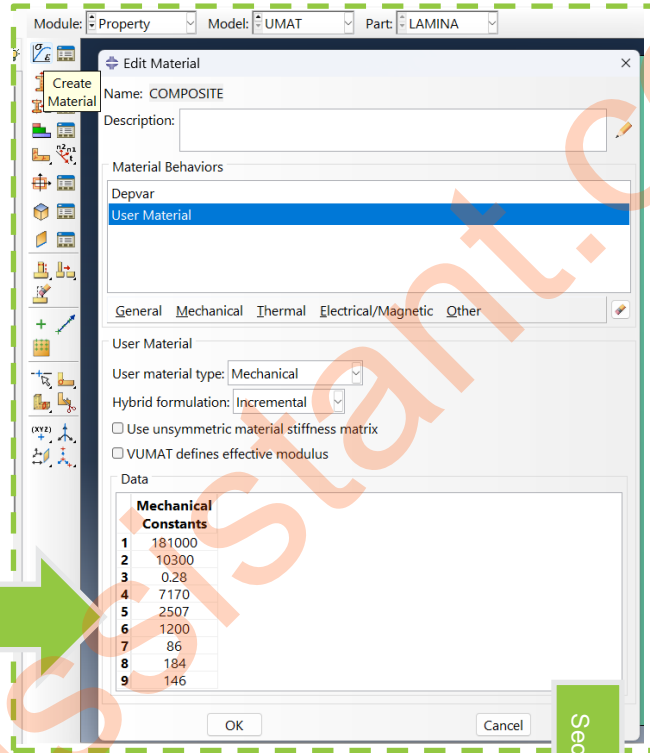 Module: Property Model: UMAT Part: LAMINA
Create
Material
Edit Material
Name: COMPOSITE
Description:
Material Behaviors
Depvar
User Material
General Mechanical Thermal Electrical/Magnetic Other
User Material
User material type: Mechanical
Hybrid formulation: Incremental
Use unsymmetric material stiffness matrix
VUMAT defines effective modulus
Data
Mechanical
Constants
1 181000
2 10300
3 0.28
4 7170
5 2507
6 1200
7 86
8 184
9 146
OK Cancel